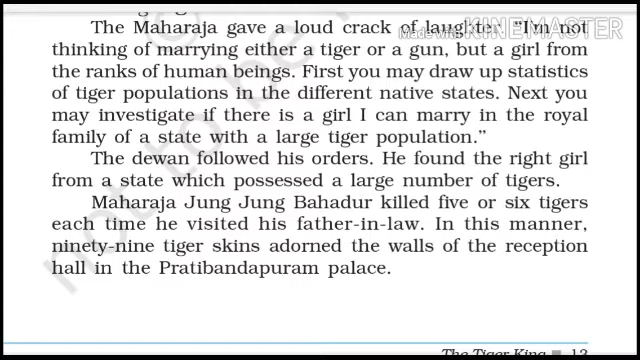 The Maharaja gave a loud crack of laughter. "I'm not
thinking of marrying either a tiger or a gun, but a girl from
the ranks of human beings. First you may draw up statistics
of tiger populations in the different native states. Next you
may investigate if there is a girl I can marry in the royal
family of a state with a large tiger population."
The dewan followed his orders. He found the right girl
from a state which possessed a large number of tigers.
Maharaja Jung Jung Bahadur killed five or six tigers
each time he visited his father-in-law. In this manner,
ninety-nine tiger skins adorned the walls of the reception
hall in the Pratibandapuram palace.
The Tiger King 13
Made with KINEMASTER
not to be